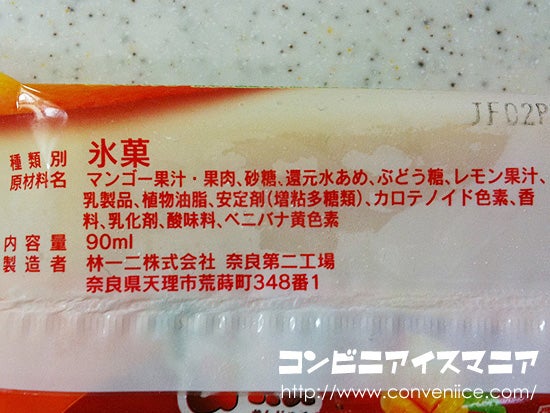 JF02P
種類別 氷菓
原材料名 マンゴー果汁・果肉、砂糖、還元水あめ、ぶどう糖、レモン果汁、
乳製品、植物油脂、安定剤(増粘多糖類)、カロテノイド色素、香
料、乳化剤、酸味料、ベニバナ黄色素
内容量 90ml
製造者 林一二株式会社 奈良第二工場
奈良県天理市荒蒔町348番1
コンビニアイスマニア
http://www.conveniice.com/